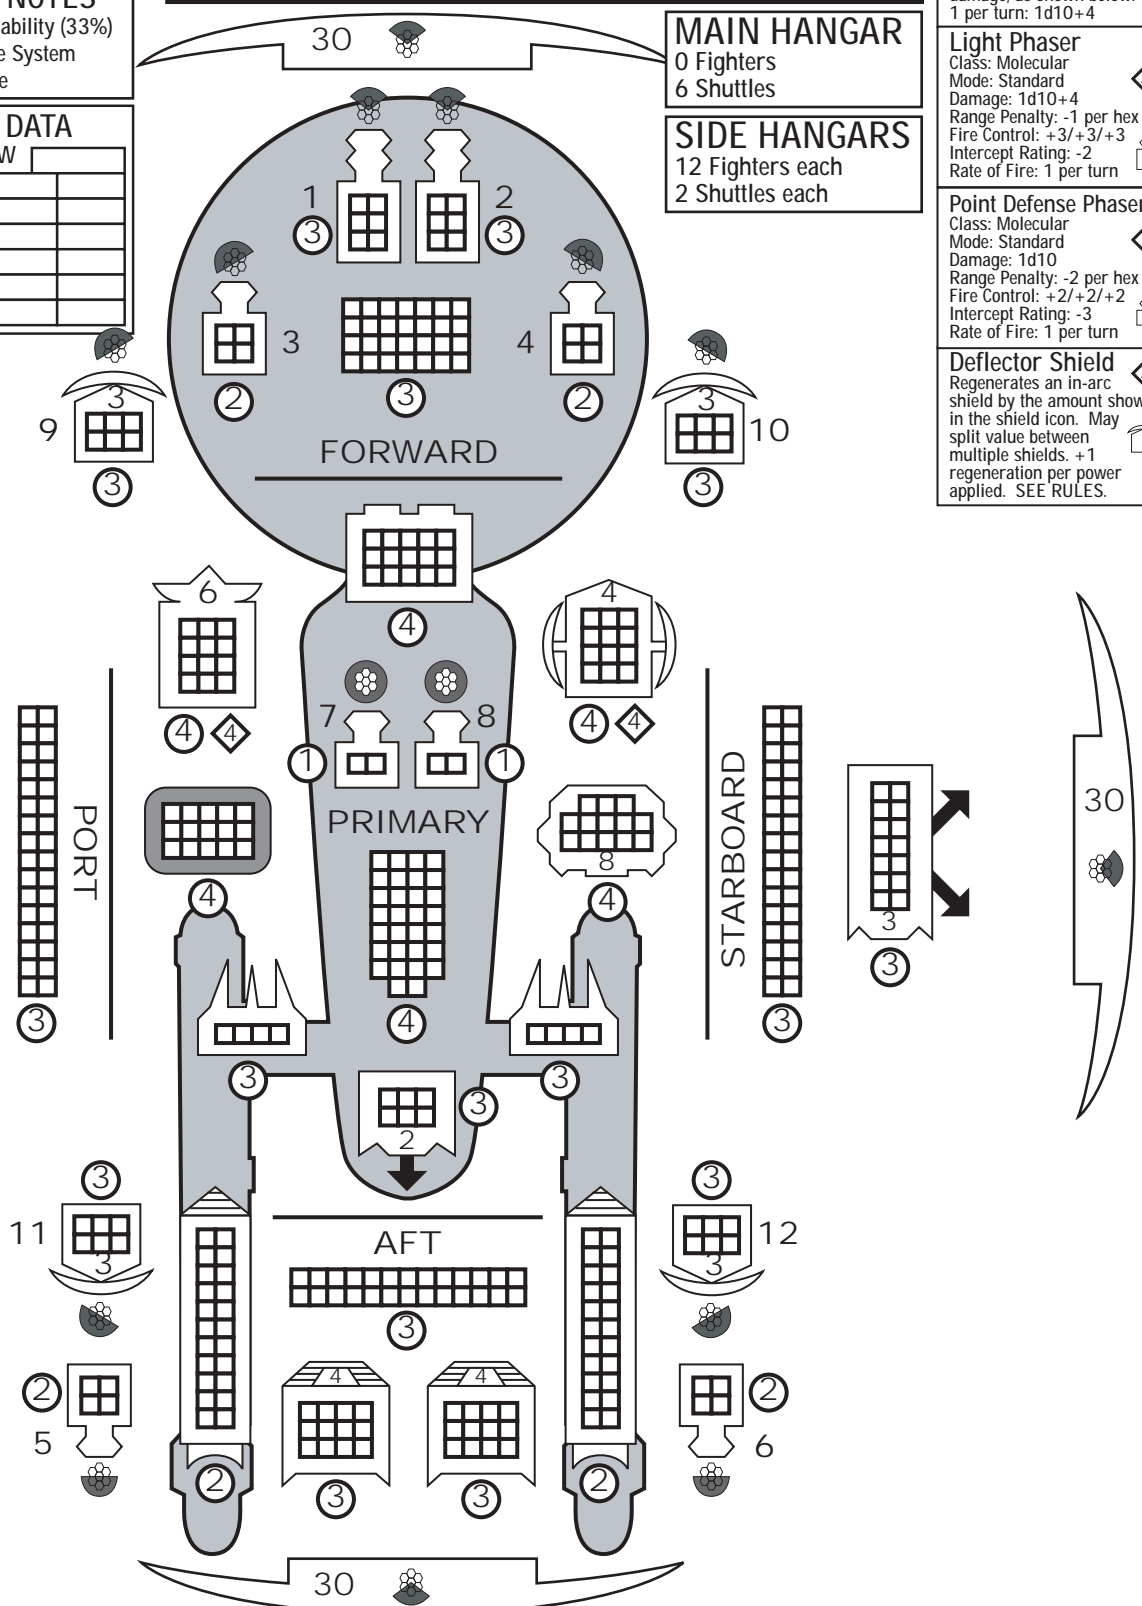 NOTES
ability (33%)
e System
e
DATA
W
30
MAIN HANGAR
0 Fighters
6 Shuttles
SIDE HANGARS
12 Fighters each
2 Shuttles each
1 per turn: 1d10+4
Light Phaser
Class: Molecular
Mode: Standard
Damage: 1d10+4
Range Penalty: -1 per hex
Fire Control: +3/+3/+3
Intercept Rating: -2
Rate of Fire: 1 per turn
Point Defense Phaser
Class: Molecular
Mode: Standard
Damage: 1d10
Range Penalty: -2 per hex
Fire Control: +2/+2/+2
Intercept Rating: -3
Rate of Fire: 1 per turn
Deflector Shield
Regenerates an in-arc
shield by the amount show
in the shield icon. May
split value between
multiple shields. +1
regeneration per power
applied. SEE RULES.
1 2
3 3
3 4
2 3 2
3 3
9 10
FORWARD
3 3
6 4
4
4 4 4 4
7 8
1 1
PRIMARY
PORT
STARBOARD
8
4 4
30
3
3
3 4 3
3 3
3
2
3 3
11 12
3 3
AFT
3
4 4
2 2
5 6
2 3 3 2
30